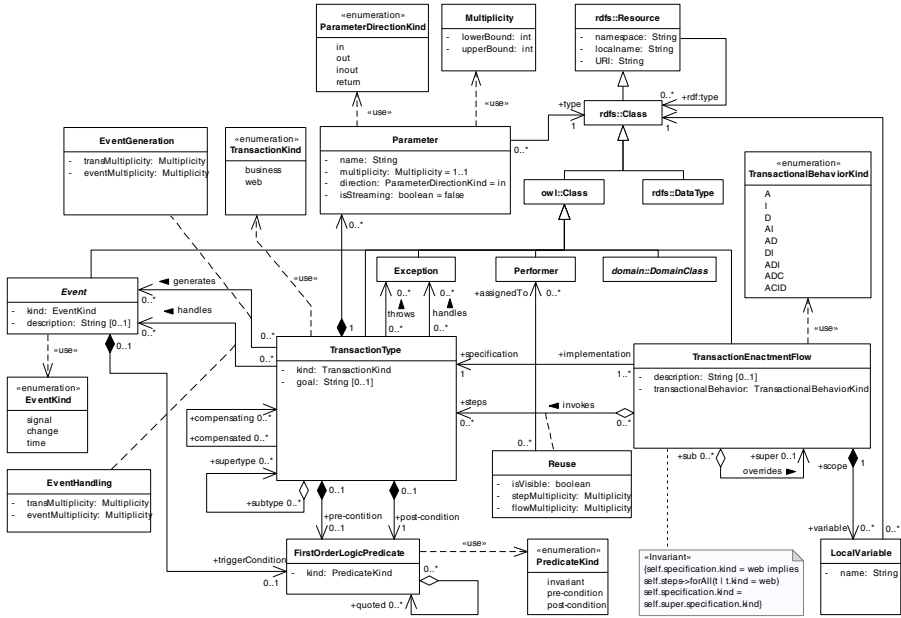 «enumeration»
ParameterDirectionKind
in
out
inout
return
Multiplicity
- lowerBound: int
- upperBound: int
rdfs::Resource
- namespace: String
- localname: String
- URI: String
«use»
«use»
+type
1
0..*
+rdf:type
rdfs::Class
1
EventGeneration
- transMultiplicity: Multiplicity
- eventMultiplicity: Multiplicity
«enumeration»
TransactionKind
business
web
Parameter
- name: String
- multiplicity: Multiplicity = 1..1
- direction: ParameterDirectionKind = in
- isStreaming: boolean = false
0..*
owl::Class
rdfs::DataType
«enumeration»
TransactionalBehaviorKind
A
I
D
AI
AD
DI
ADI
ADC
ACID
0..*
Exception
Performer
domain::DomainClass
Event
- kind: EventKind
- description: String [0..1]
generates
0..*
handles
0..*
«use»
0..*
0..*
throws
handles
0..*
0..*
+assignedTo
0..*
«use»
«use»
0..1
0..*
0..*
1
TransactionType
- kind: TransactionKind
- goal: String [0..1]
+specification
1
+implementation
1..*
TransactionEnactmentFlow
- description: String [0..1]
- transactionalBehavior: TransactionalBehaviorKind
«enumeration»
EventKind
signal
change
time
+compensating 0..*
+compensated 0..*
+steps
0..*
invokes
0..*
+supertype 0..*
+subtype 0..*
0..*
Reuse
- isVisible: boolean
- stepMultiplicity: Multiplicity
- flowMultiplicity: Multiplicity
+sub 0..*
+super 0..1
overrides
+scope
1
EventHandling
- transMultiplicity: Multiplicity
- eventMultiplicity: Multiplicity
0..1
0..1
+pre-contition
0..1
+post-condition
1
+triggerCondition
0..1
FirstOrderLogicPredicate
- kind: PredicateKind
0..*
+quoted 0..*
«use»
«enumeration»
PredicateKind
invariant
pre-condition
post-condition
«Invariant»
{self.specification.kind = web implies
self.steps->forAll(t | t.kind = web)
self.specification.kind =
self.super.specification.kind}
+variable
0..*
0..*
LocalVariable
- name: String